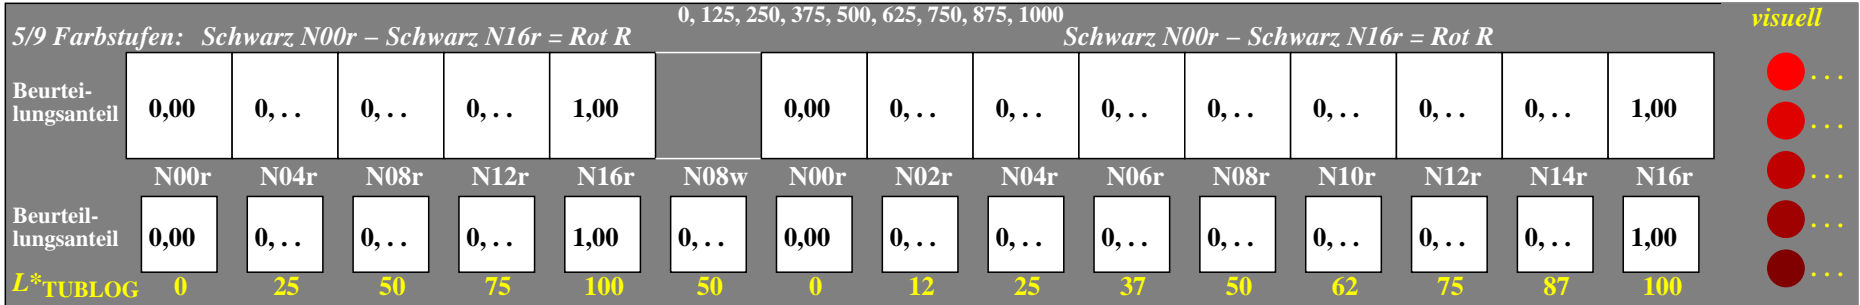 0, 125, 250, 375, 500, 625, 750, 875, 1000
visuell
5/9 Farbstufen: Schwarz N00r – Schwarz N16r = Rot R Schwarz N00r – Schwarz N16r = Rot R
Beurtei-
lungsanteil 0,00 0, . . 0, . . 0, . . 1,00 0,00 0, . . 0, . . 0, . . 0, . . 0, . . 0, . . 0, . . 1,00
N00r N04r N08r N12r N16r N08w N00r N02r N04r N06r N08r N10r N12r N14r N16r
Beurteil-
lungsanteil 0,00 0, . . 0, . . 0, . . 1,00 0, . . 0,00 0, . . 0, . . 0, . . 0, . . 0, . . 0, . . 0, . . 1,00
L*TUBLOG 0 25 50 75 100 50 0 12 25 37 50 62 75 87 100
. . .
. . .
. . .
. . .
. . .